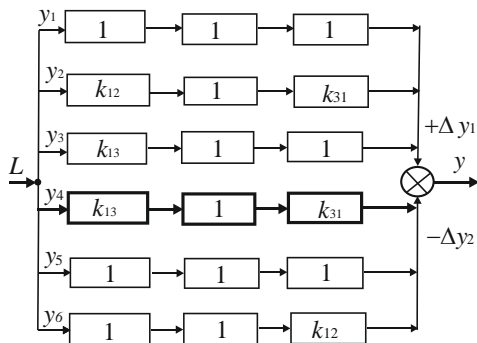 y1 1 1 1
y2 k12 1 k31
y3 k13 1 1
+Δ y1
L
y
y4 k13 1 k31
−Δy2
y5 1 1 1
y6 1 1 k12